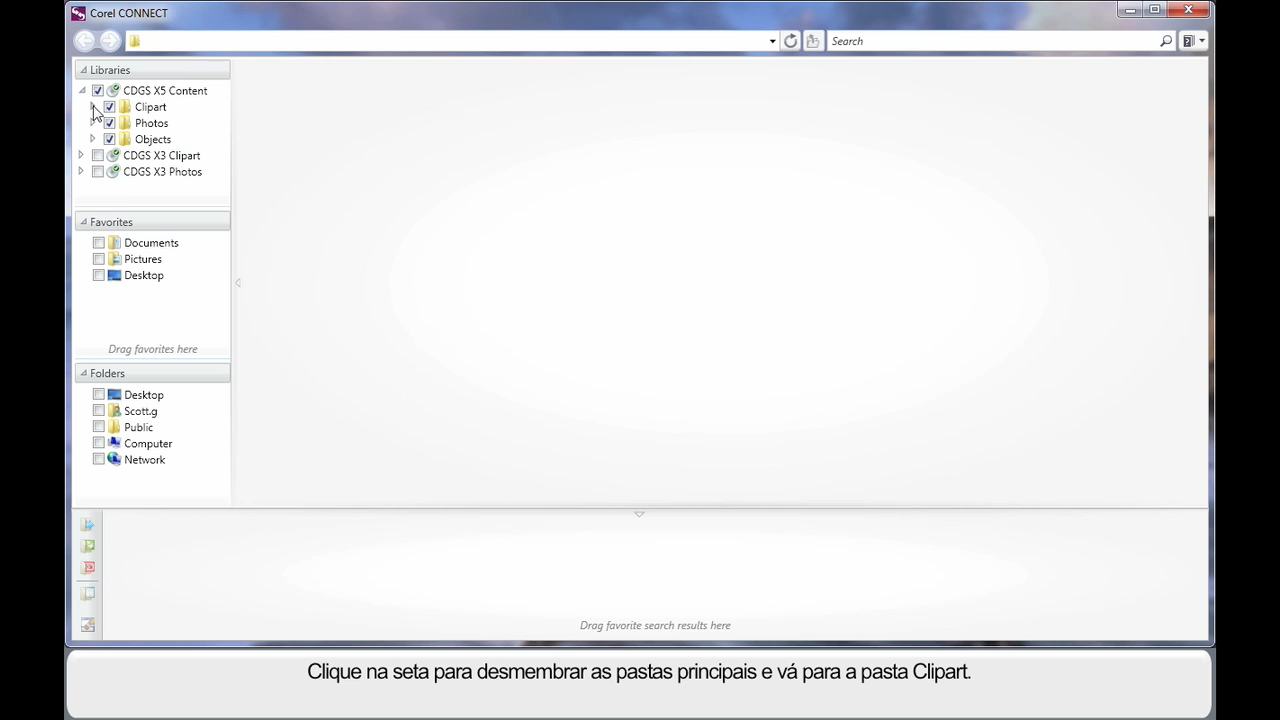 Corel CONNECT
Search
Libraries
CDGS X5 Content
Clipart
Photos
Objects
CDGS X3 Clipart
CDGS X3 Photos
Favorites
Documents
Pictures
Desktop
Drag favorites here
Folders
Desktop
Scott.g
Public
Computer
Network
Drag favorite search results here
Clique na seta para desmembrar as pastas principais e vá para a pasta Clipart.